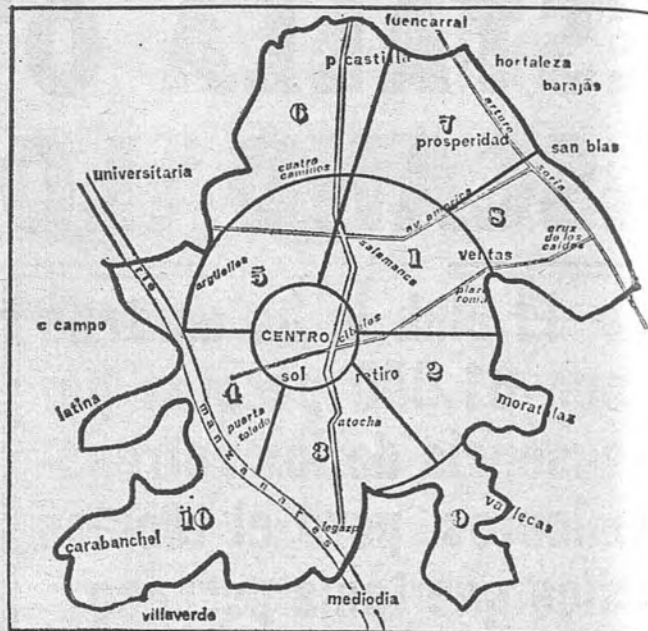 fuencarral
p.castilla
hortaleza
barajás
6
7
arturo
prosperidad
san blas
cuatro
caminos
soria
universitaria
av. america
8
cruz
de los
caidos
1
salamanca
ventas
argüelles
5
plaza
roma
rio
c campo
CENTRO
cibeles
sol
retiro
2
4
latina
puerta
toledo
atocha
moratalaz
manzanares
3
vallecas
9
10
legazpi
carabanchel
mediodia
villaverde